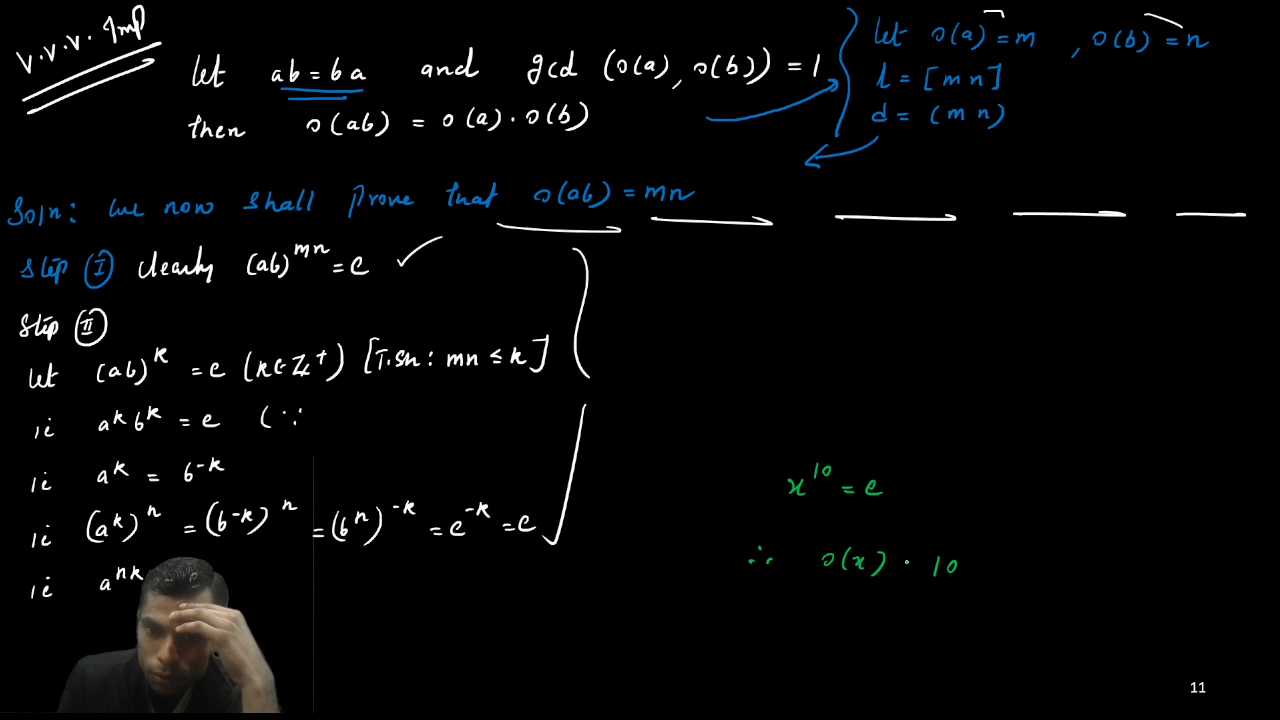 V.V.V. Imp
let ab = ba and gcd (o(a), o(b)) = 1
then o(ab) = o(a) . o(b)
let o(a) = m , o(b) = n
l = [m n]
d = (m n)
Soln: we now shall prove that o(ab) = mn
Step (I) clearly (ab)^mn = e ✓
Step (II)
let (ab)^k = e (k ∈ Z^+) [T.Sh : mn ≤ k]
ie a^k b^k = e (∵
ie a^k = b^-k
ie (a^k)^n = (b^-k)^n = (b^n)^-k = e^-k = e
ie a^nk
x^10 = e
∴ o(x) . 10
11